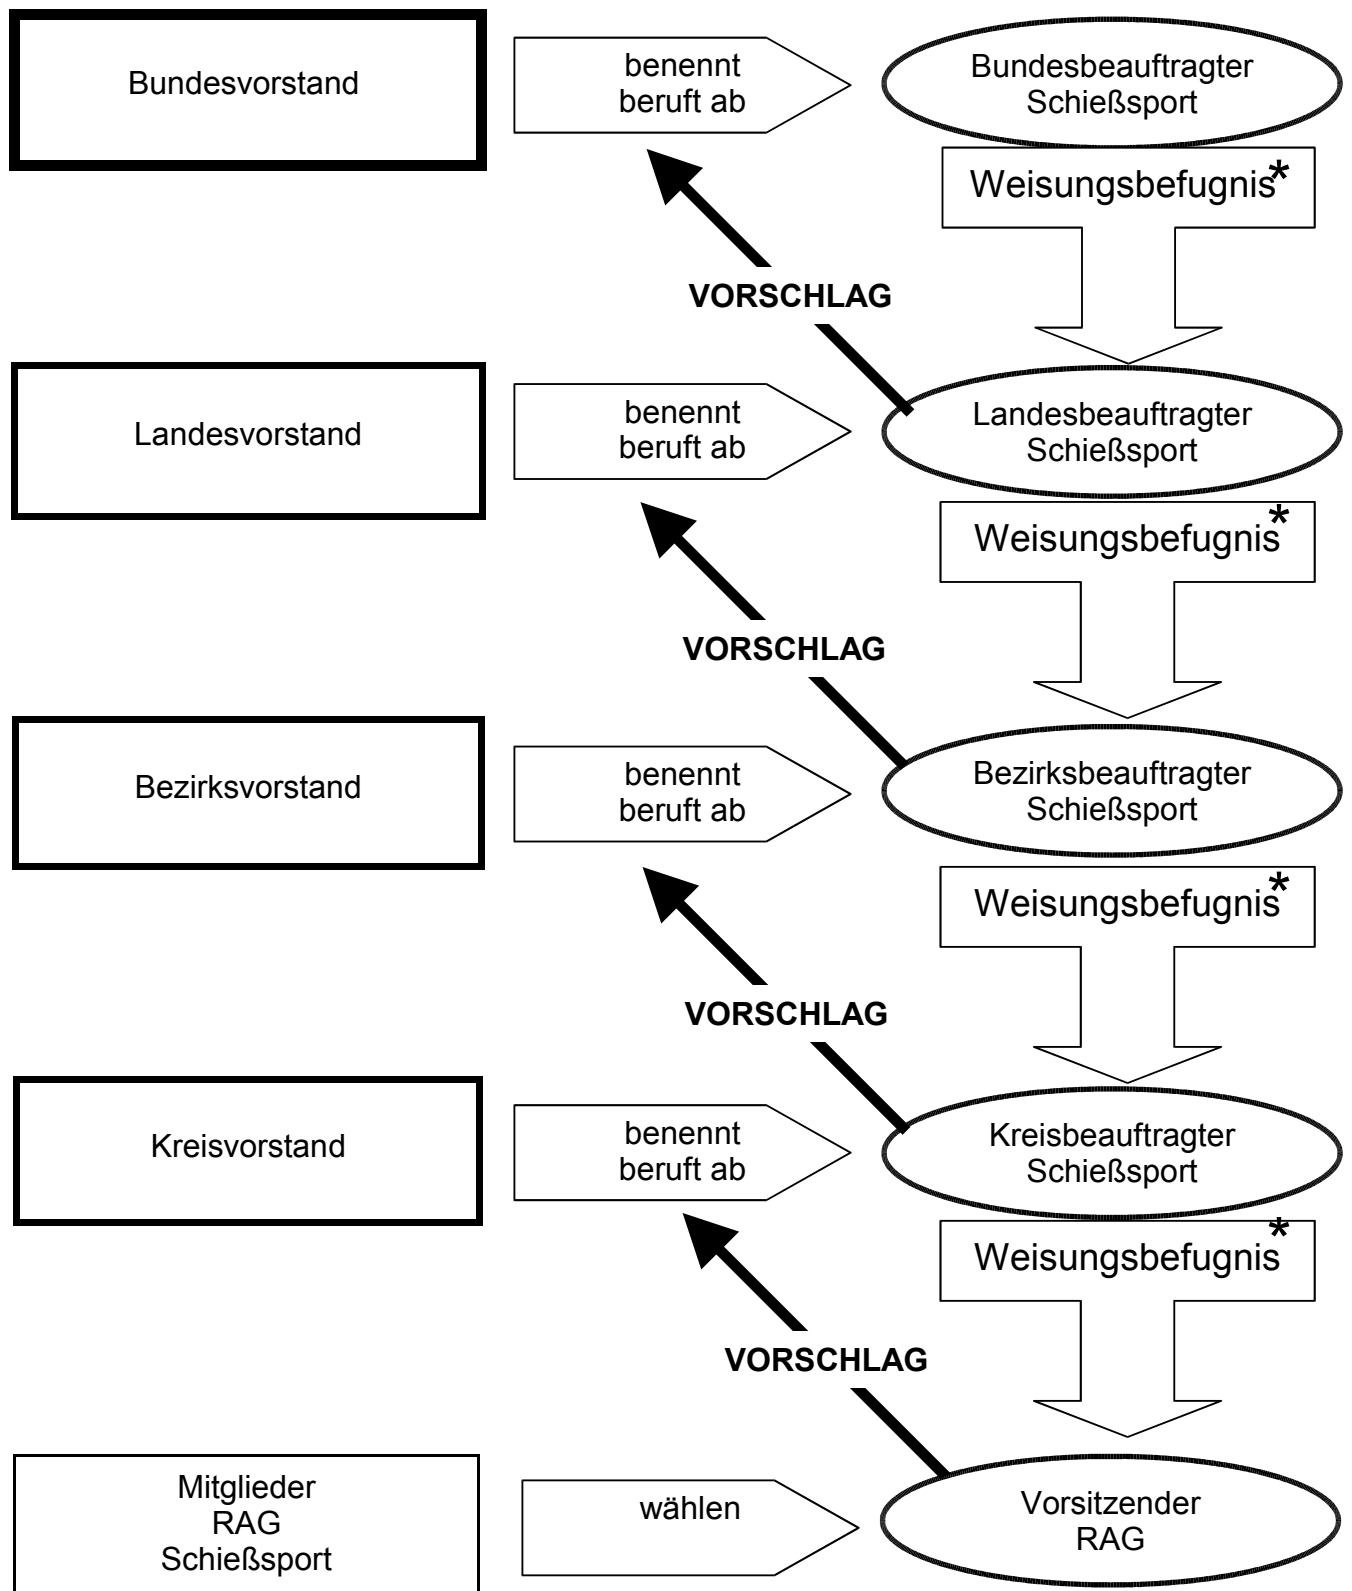 Bundesvorstand
benennt
beruft ab
Bundesbeauftragter
Schießsport
Weisungsbefugnis*
VORSCHLAG
Landesvorstand
benennt
beruft ab
Landesbeauftragter
Schießsport
Weisungsbefugnis*
VORSCHLAG
Bezirksvorstand
benennt
beruft ab
Bezirksbeauftragter
Schießsport
Weisungsbefugnis*
VORSCHLAG
Kreisvorstand
benennt
beruft ab
Kreisbeauftragter
Schießsport
Weisungsbefugnis*
VORSCHLAG
Mitglieder
RAG
Schießsport
wählen
Vorsitzender
RAG